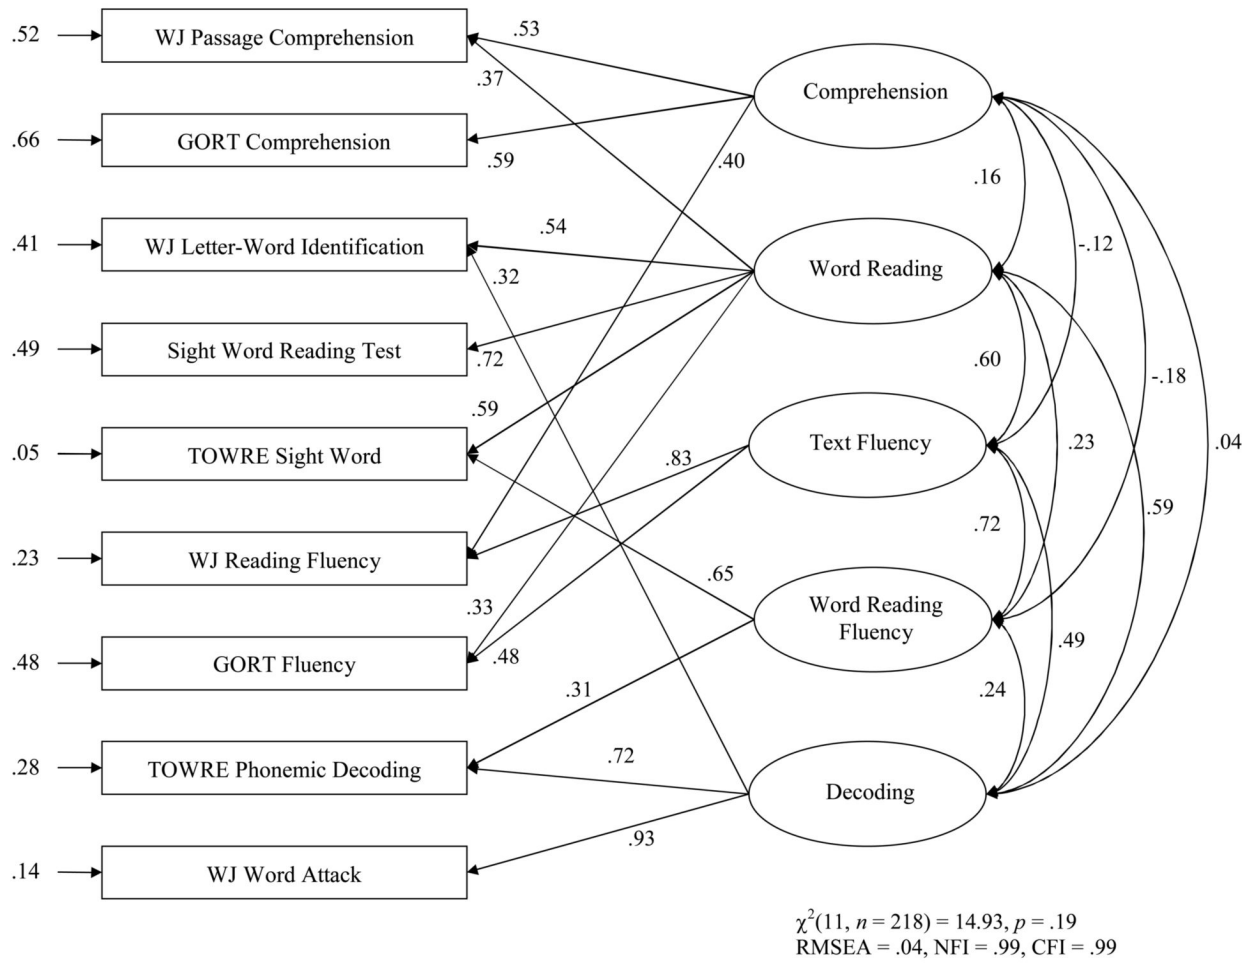 .52
WJ Passage Comprehension
.53
.37
Comprehension
.66
GORT Comprehension
.59
.40
.16
.41
WJ Letter-Word Identification
.54
.32
Word Reading
-.12
.49
Sight Word Reading Test
.72
.60
-.18
.59
.05
TOWRE Sight Word
.83
Text Fluency
.23
.04
.23
WJ Reading Fluency
.65
.72
.59
.33
Word Reading
Fluency
.48
GORT Fluency
.48
.31
.24
.49
.28
TOWRE Phonemic Decoding
.72
Decoding
.93
.14
WJ Word Attack
χ²(11, n = 218) = 14.93, p = .19
RMSEA = .04, NFI = .99, CFI = .99